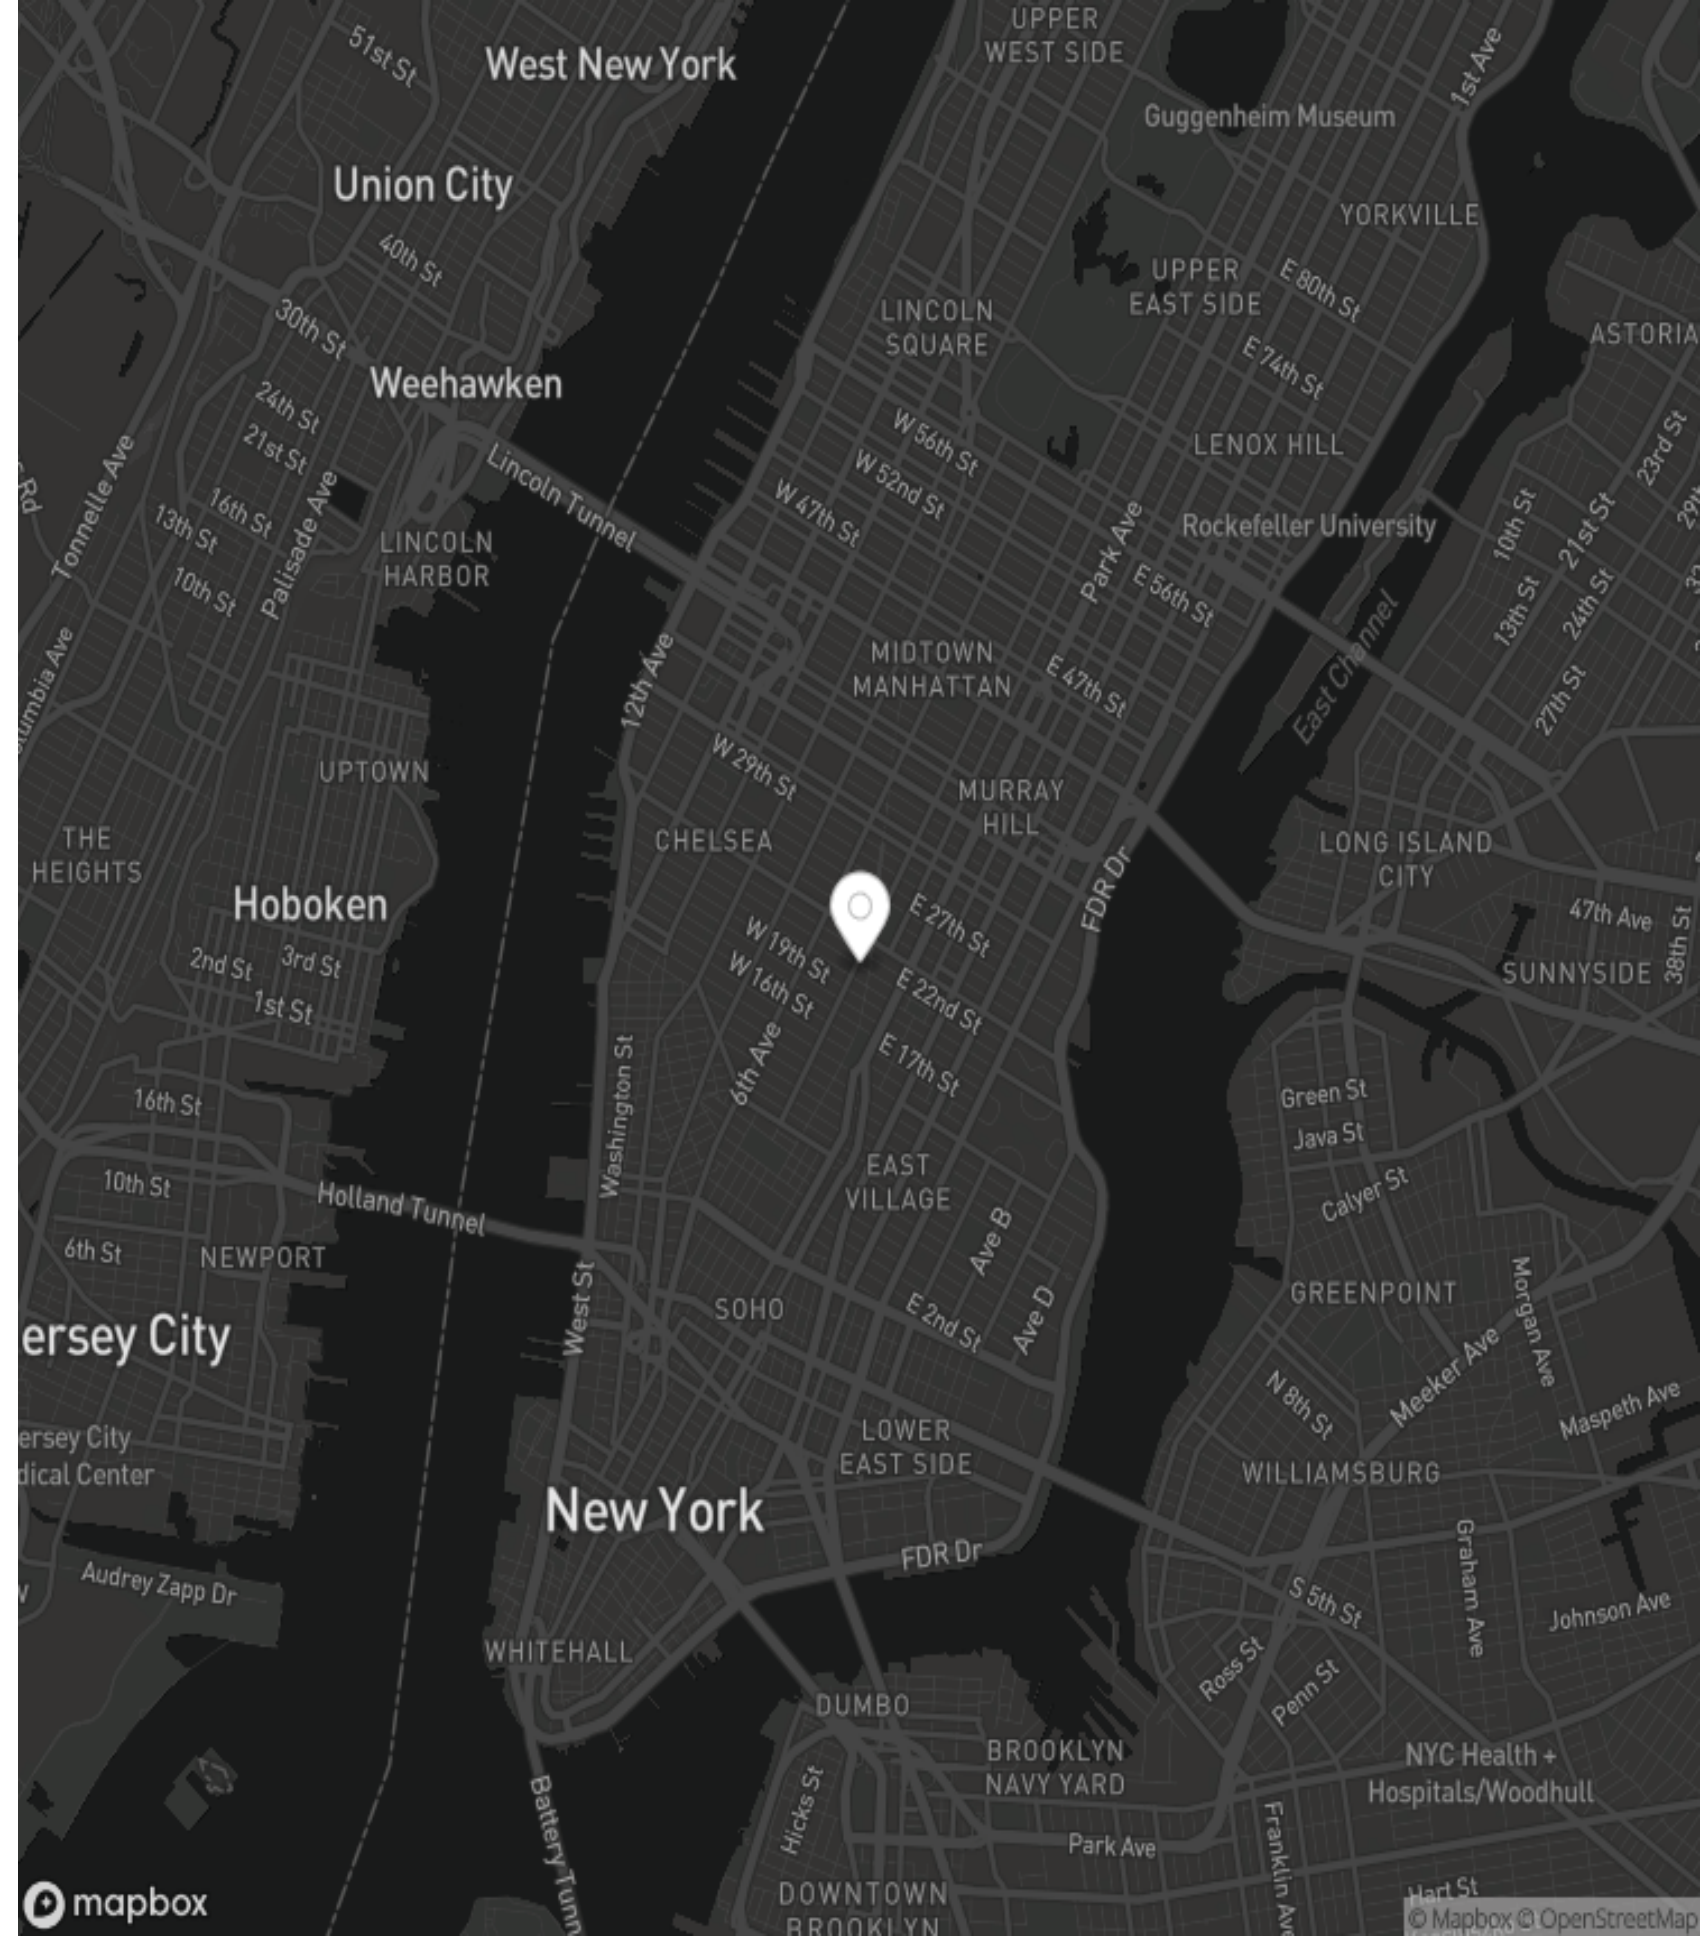 51st St
West New York
UPPER
WEST SIDE
1st Ave
Guggenheim Museum
Union City
YORKVILLE
40th St
UPPER
EAST SIDE
E 80th St
30th St
LINCOLN
SQUARE
ASTORIA
E 74th St
Weehawken
24th St
21st St
W 56th St
LENOX HILL
23rd St
Tonnelle Ave
Lincoln Tunnel
W 52nd St
W 47th St
Rd
16th St
13th St
Palisade Ave
LINCOLN
HARBOR
Park Ave
Rockefeller University
10th St
21st St
29th
10th St
E 56th St
13th St
24th St
umbia Ave
12th Ave
MIDTOWN
MANHATTAN
E 47th St
East Channel
27th St
UPTOWN
W 29th St
MURRAY
HILL
THE
HEIGHTS
CHELSEA
LONG ISLAND
CITY
Hoboken
FDR Dr
E 27th St
47th Ave
38th St
2nd St
3rd St
W 19th St
SUNNYSIDE
1st St
W 16th St
E 22nd St
6th Ave
E 17th St
Washington St
16th St
Green St
Java St
10th St
Holland Tunnel
EAST
VILLAGE
Calyer St
6th St
NEWPORT
Ave B
West St
SOHO
E 2nd St
Ave D
GREENPOINT
Morgan Ave
ersey City
Meeker Ave
N 8th St
Maspeth Ave
ersey City
dical Center
LOWER
EAST SIDE
WILLIAMSBURG
New York
FDR Dr
Graham Ave
Audrey Zapp Dr
S 5th St
Johnson Ave
WHITEHALL
Ross St
Penn St
DUMBO
BROOKLYN
NAVY YARD
NYC Health +
Hospitals/Woodhull
Hicks St
Battery Tunn
Park Ave
Franklin Ave
mapbox
DOWNTOWN
BROOKLYN
Hart St
© Mapbox © OpenStreetMap